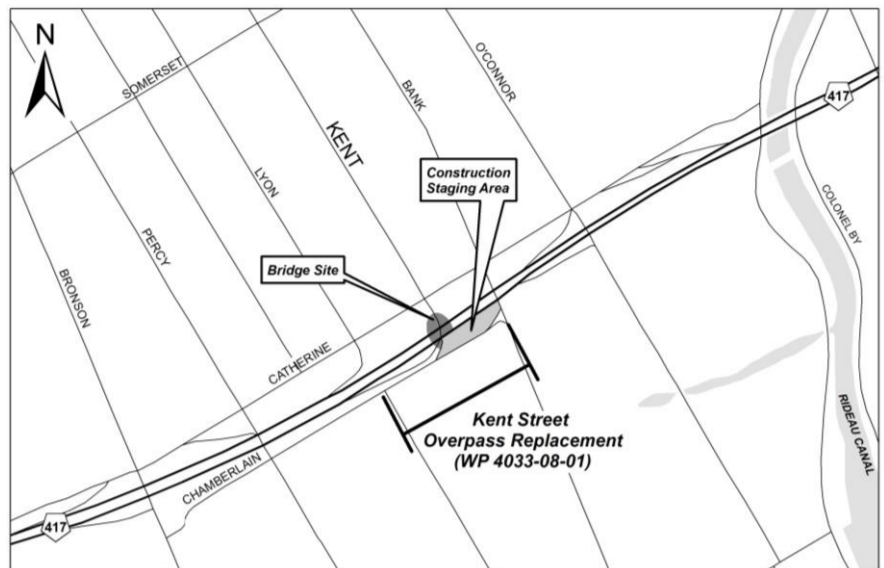 N
SOMERSET
O'CONNOR
BANK
KENT
417
LYON
Construction
Staging Area
PERCY
COLONEL BY
Bridge Site
BRONSON
CATHERINE
Kent Street
Overpass Replacement
(WP 4033-08-01)
RIDEAU CANAL
CHAMBERLAIN
417